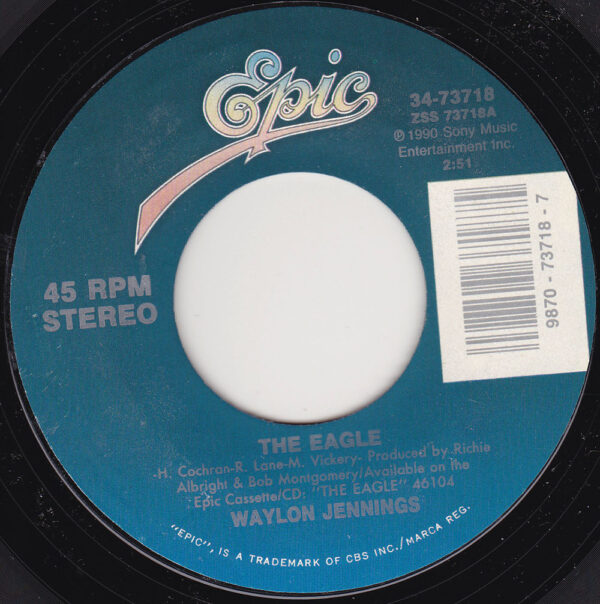 Epic
34-73718
ZSS 73718A
℗ 1990 Sony Music
Entertainment Inc.
2:51
9870 - 73718 - 7
45 RPM
STEREO
THE EAGLE
-H. Cochran-R. Lane-M. Vickery- Produced by Richie
Albright & Bob Montgomery/Available on the
Epic Cassette/CD: "THE EAGLE" 46104
WAYLON JENNINGS
"EPIC", IS A TRADEMARK OF CBS INC./MARCA REG.